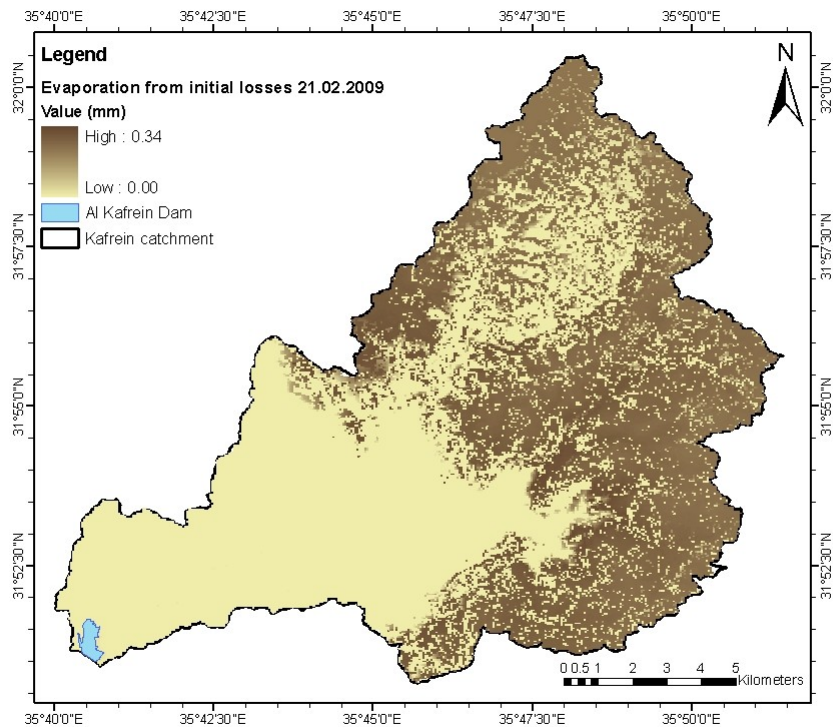 35°40'0"E 35°42'30"E 35°45'0"E 35°47'30"E 35°50'0"E
Legend
Evaporation from initial losses 21.02.2009
Value (mm)
High : 0.34
Low : 0.00
Al Kafrein Dam
Kafrein catchment
N
32°0'0"N
31°57'30"N
31°55'0"N
31°52'30"N
32°0'0"N
31°57'30"N
31°55'0"N
31°52'30"N
0 0.5 1 2 3 4 5
Kilometers
35°40'0"E 35°42'30"E 35°45'0"E 35°47'30"E 35°50'0"E